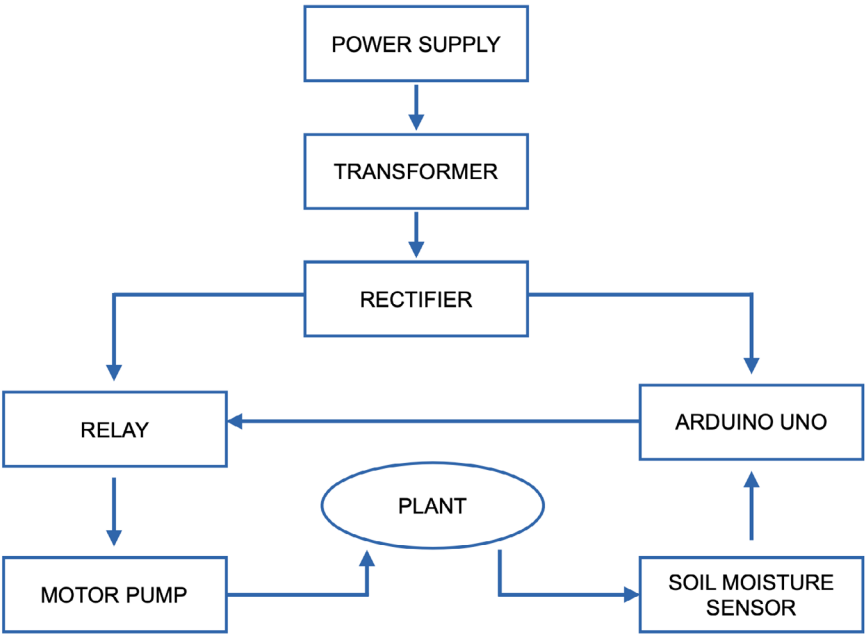 POWER SUPPLY
TRANSFORMER
RECTIFIER
RELAY
ARDUINO UNO
PLANT
MOTOR PUMP
SOIL MOISTURE
SENSOR